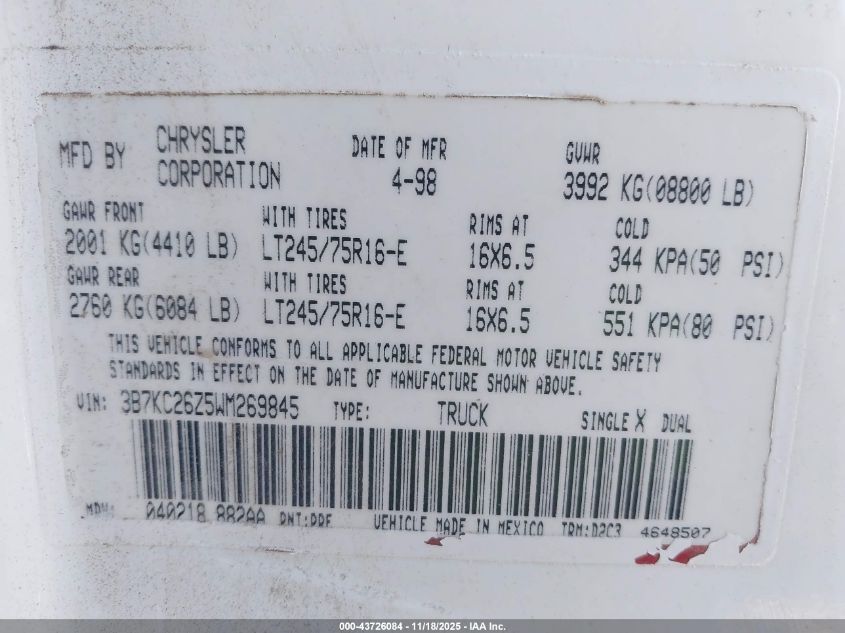 MFD BY CHRYSLER CORPORATION DATE OF MFR 4-98 GVWR 3992 KG(08800 LB)
GAWR FRONT WITH TIRES RIMS AT COLD
2001 KG(4410 LB) LT245/75R16-E 16X6.5 344 KPA(50 PSI)
GAWR REAR WITH TIRES RIMS AT COLD
2760 KG(6084 LB) LT245/75R16-E 16X6.5 551 KPA(80 PSI)
THIS VEHICLE CONFORMS TO ALL APPLICABLE FEDERAL MOTOR VEHICLE SAFETY
STANDARDS IN EFFECT ON THE DATE OF MANUFACTURE SHOWN ABOVE.
VIN: 3B7KC26Z5WM269845 TYPE: TRUCK SINGLE X DUAL
MDH: 040218 882AA PNT: VEHICLE MADE IN MEXICO TRM:D2C3 4648507
000-43726084 - 11/18/2025 - IAA Inc.